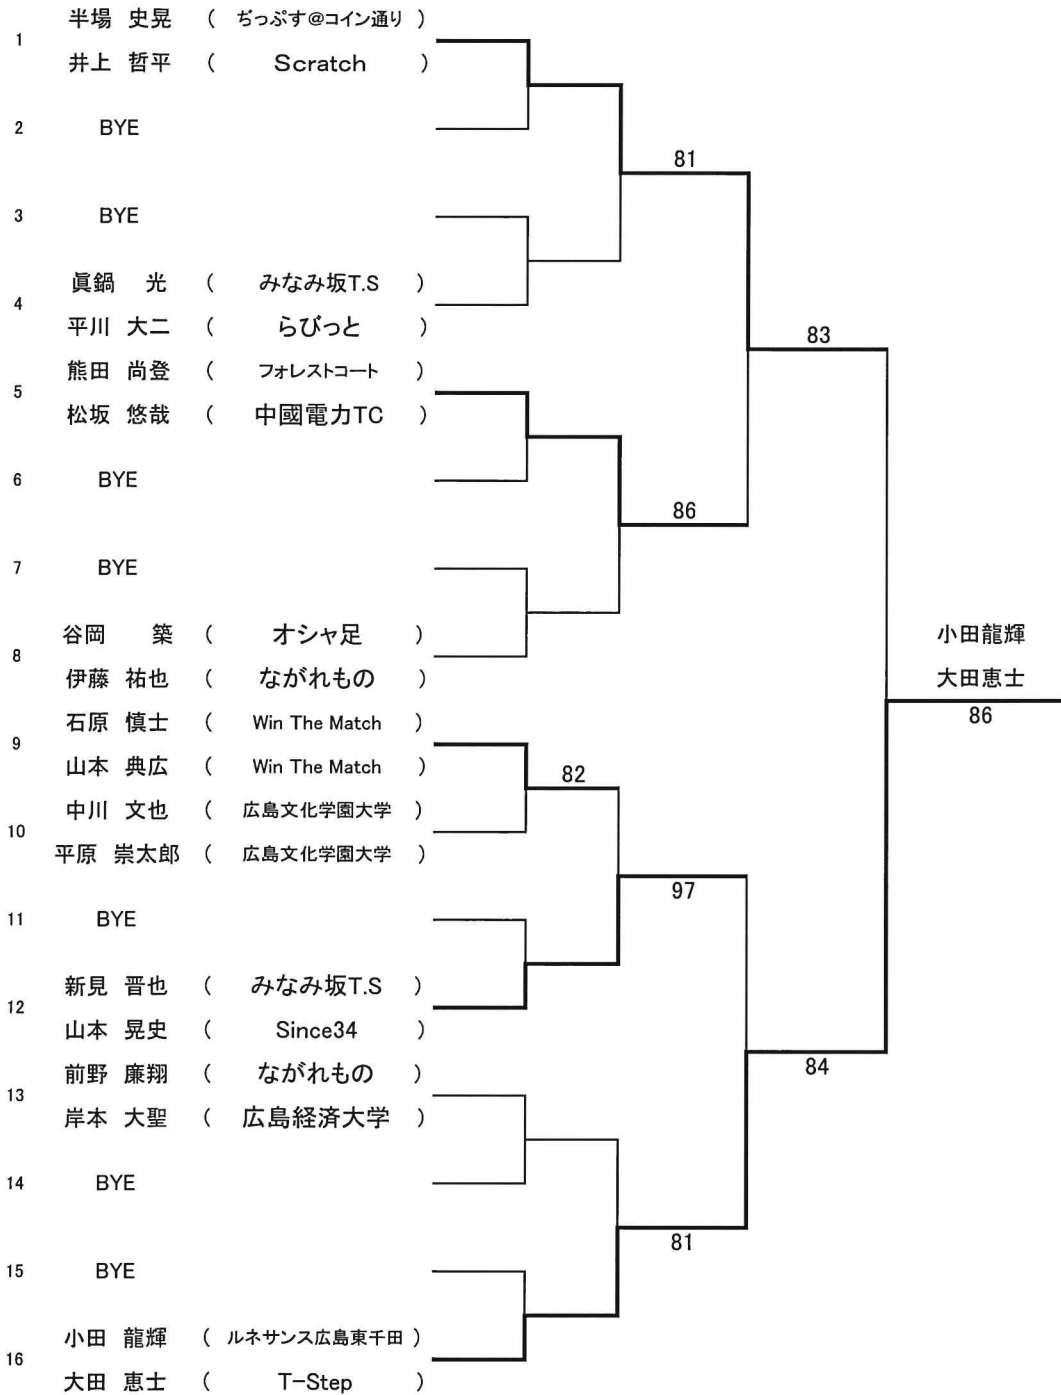 半場 史晃 ( ぢっぷす@コイン通り )
1
井上 哲平 ( Scratch )
2 BYE
81
3 BYE
眞鍋 光 ( みなみ坂T.S )
4
平川 大二 ( らびっと )
83
熊田 尚登 ( フォレストコート )
5
松坂 悠哉 ( 中國電力TC )
6 BYE
86
7 BYE
谷岡 築 ( オシャ足 )
8
伊藤 祐也 ( ながれもの )
小田龍輝
大田恵士
86
石原 慎士 ( Win The Match )
9
山本 典広 ( Win The Match )
82
中川 文也 ( 広島文化学園大学 )
10
平原 崇太郎 ( 広島文化学園大学 )
97
11 BYE
新見 晋也 ( みなみ坂T.S )
12
山本 晃史 ( Since34 )
84
前野 廉翔 ( ながれもの )
13
岸本 大聖 ( 広島経済大学 )
14 BYE
81
15 BYE
小田 龍輝 ( ルネサンス広島東千田 )
16
大田 恵士 ( T-Step )